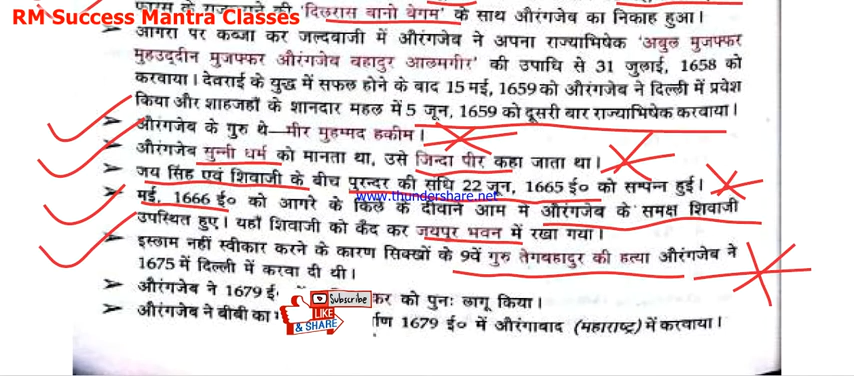 RM Success Mantra Classes
फारस के राजघराने की 'दिलरास बानो बेगम' के साथ औरंगजेब का निकाह हुआ।
➤ आगरा पर कब्जा कर जल्दबाजी में औरंगजेब ने अपना राज्याभिषेक 'अबुल मुजफ्फर
मुहउद्दीन मुजफ्फर औरंगजेब बहादुर आलमगीर' की उपाधि से 31 जुलाई, 1658 को
करवाया। देवराई के युद्ध में सफल होने के बाद 15 मई, 1659 को औरंगजेब ने दिल्ली में प्रवेश
किया और शाहजहाँ के शानदार महल में 5 जून, 1659 को दूसरी बार राज्याभिषेक करवाया।
➤ औरंगजेब के गुरु थे—मीर मुहम्मद हकीम।
➤ औरंगजेब सुन्नी धर्म को मानता था, उसे जिन्दा पीर कहा जाता था।
➤ जय सिंह एवं शिवाजी के बीच पुरन्दर की संधि 22 जून, 1665 ई० को सम्पन्न हुई।
www.thundershare.net
➤ मई, 1666 ई० को आगरे के किले के दीवाने आम में औरंगजेब के समक्ष शिवाजी
उपस्थित हुए। यहाँ शिवाजी को कैद कर जयपुर भवन में रखा गया।
➤ इस्लाम नहीं स्वीकार करने के कारण सिक्खों के 9वें गुरु तेगबहादुर की हत्या औरंगजेब ने
1675 में दिल्ली में करवा दी थी।
➤ औरंगजेब ने 1679 ई॰ कर को पुनः लागू किया।
➤ औरंगजेब ने बीबी का र्माण 1679 ई० में औरंगाबाद (महाराष्ट्र) में करवाया।
Subscribe
LIKE
& SHARE